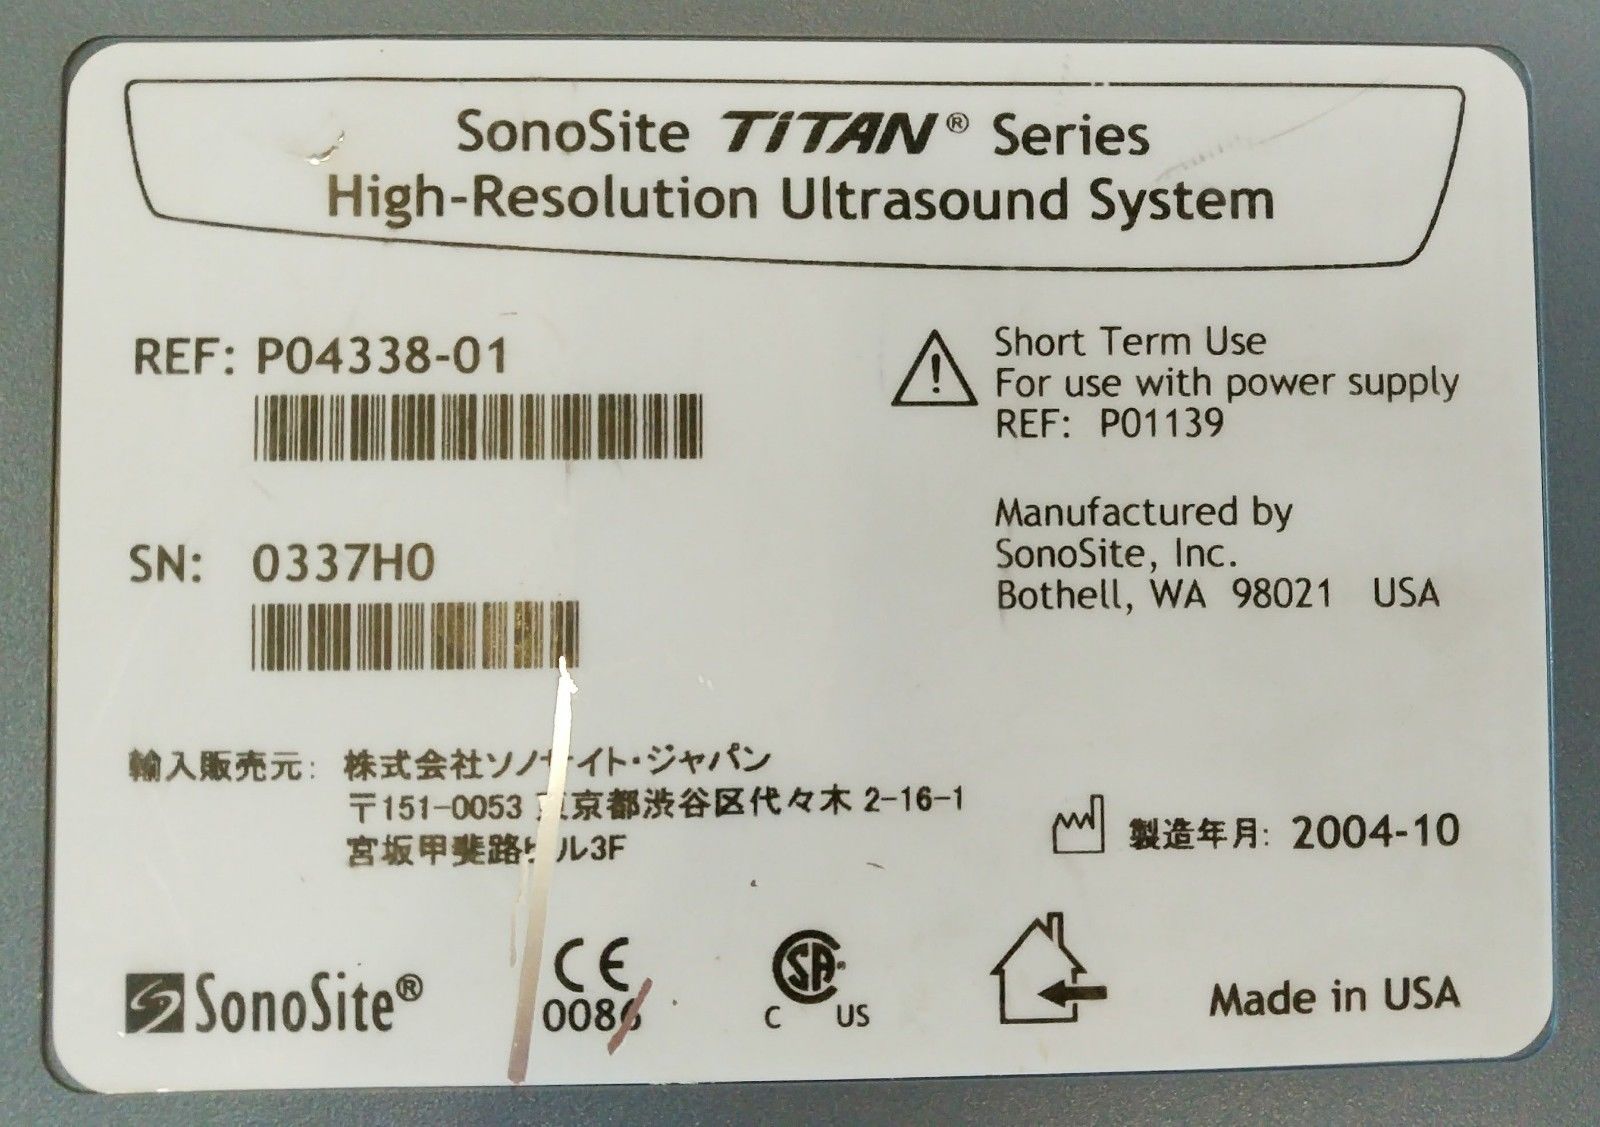 SonoSite TiTAN® Series
High-Resolution Ultrasound System
REF: P04338-01
Short Term Use
For use with power supply
REF: P01139
SN: 0337H0
Manufactured by
SonoSite, Inc.
Bothell, WA 98021 USA
輸入販売元: 株式会社ソノサイト・ジャパン
〒151-0053 東京都渋谷区代々木 2-16-1
宮坂甲斐路ビル3F
製造年月: 2004-10
SonoSite®
CE
0086
SA
C US
Made in USA